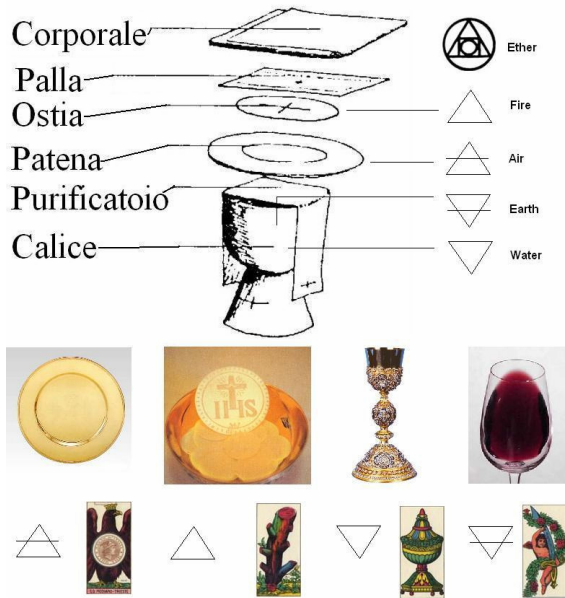 Corporale
Ether
Palla
Ostia
Fire
Patena
Air
Purificatoio
Earth
Calice
Water
IHS